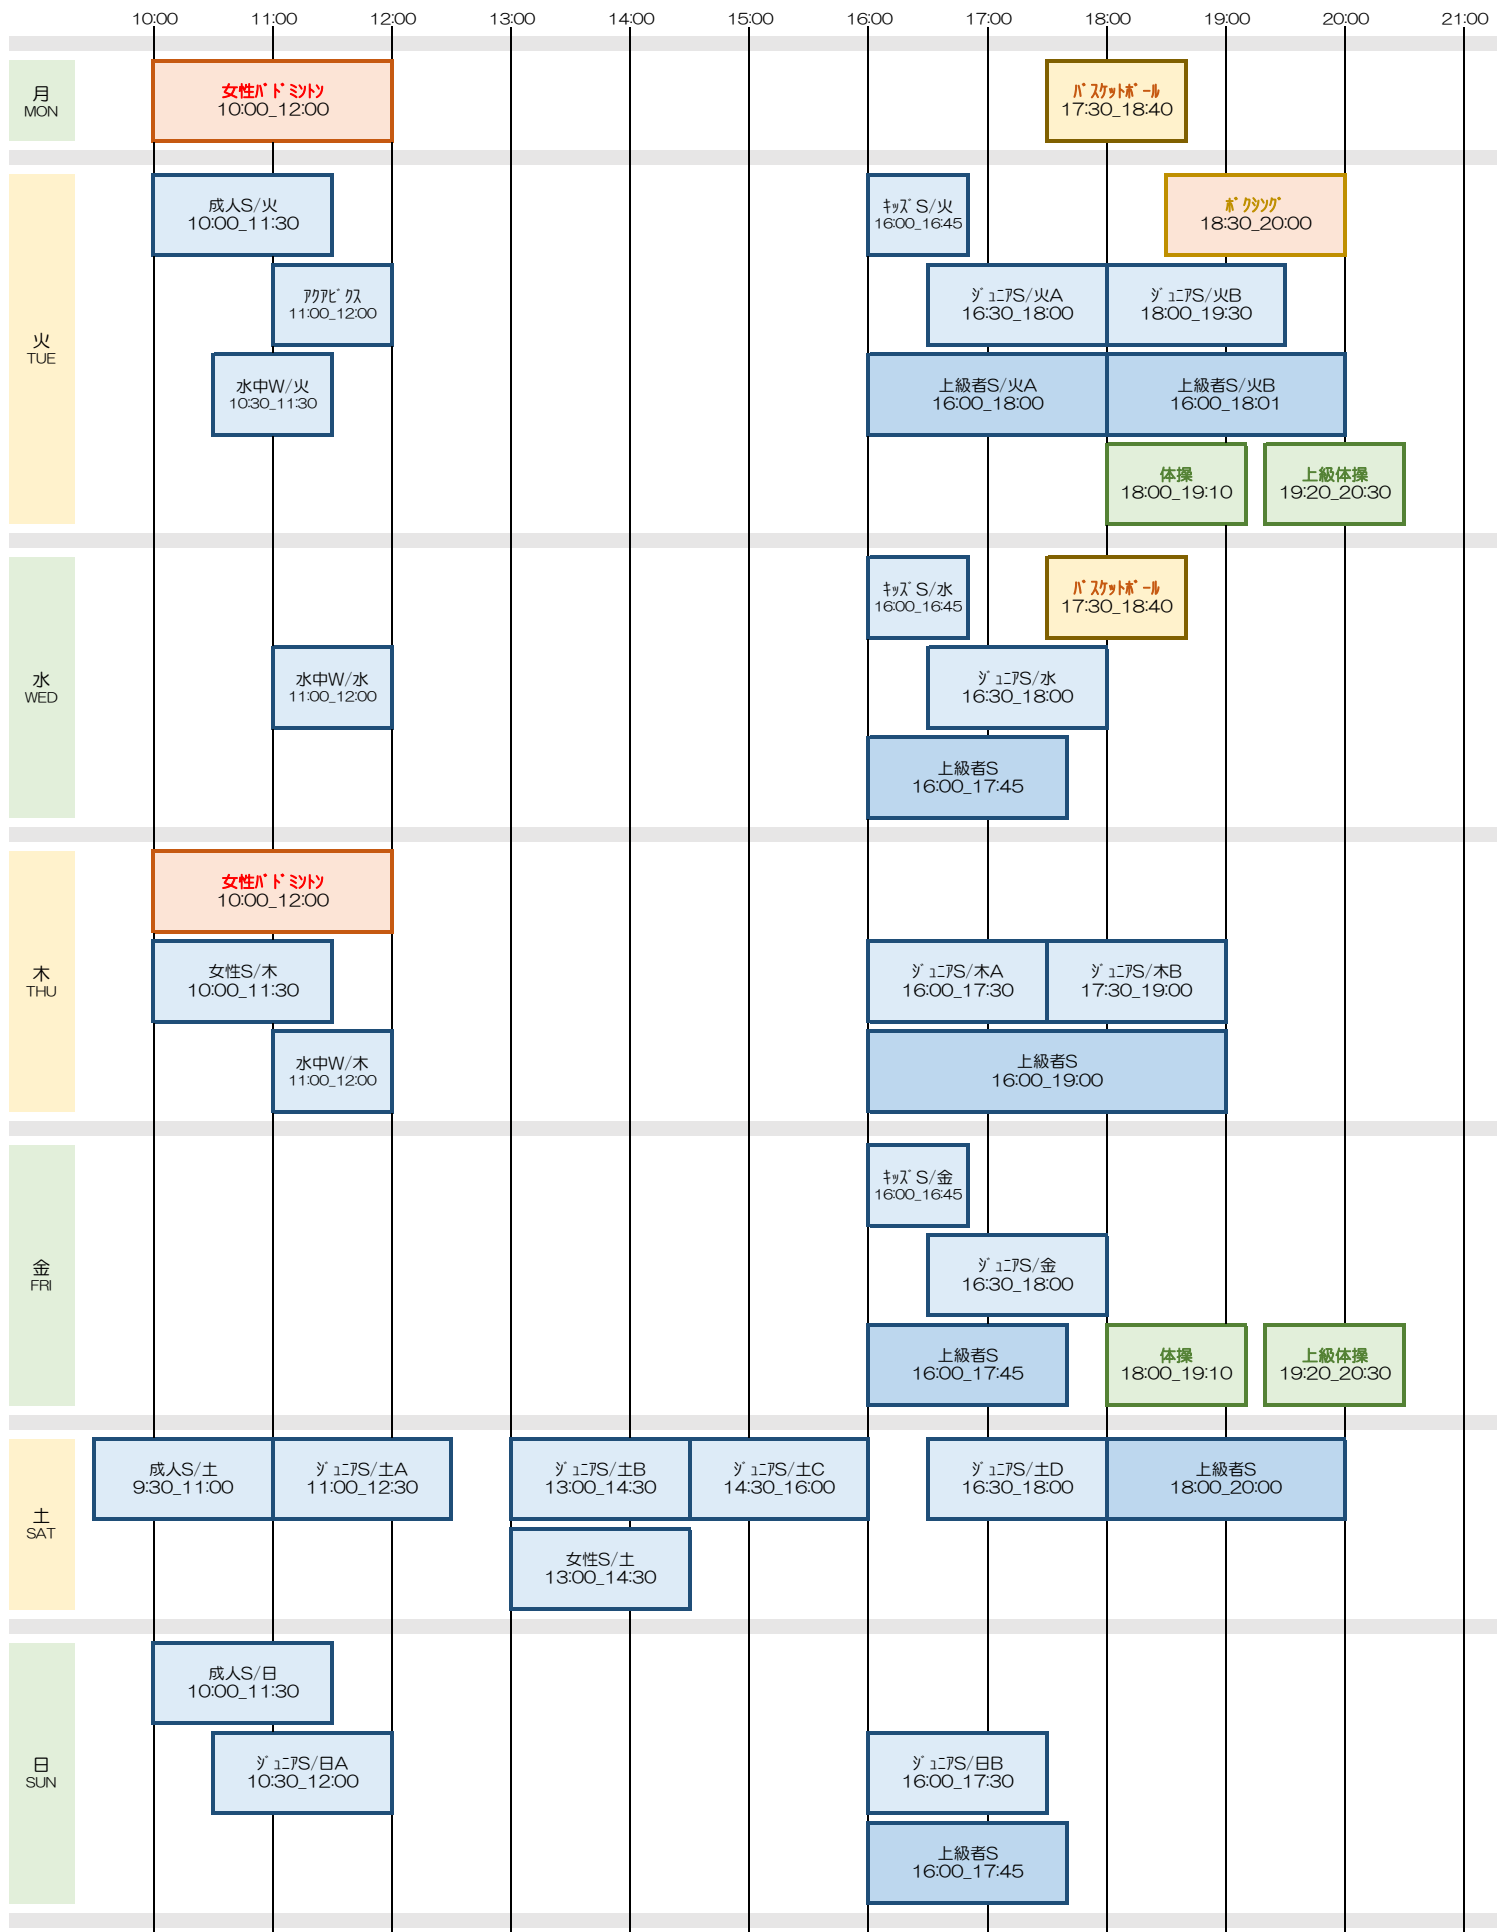 10:00 11:00 12:00 13:00 14:00 15:00 16:00 17:00 18:00 19:00 20:00 21:00
月
MON
女性ﾊﾞﾄﾞﾐﾝﾄﾝ
10:00_12:00
ﾊﾞｽｹｯﾄﾎﾞｰﾙ
17:30_18:40
火
TUE
成人S/火
10:00_11:30
ｷｯｽﾞS/火
16:00_16:45
ﾎﾞｸｼﾝｸﾞ
18:30_20:00
ｱｸｱﾋﾞｸｽ
11:00_12:00
ｼﾞｭﾆｱS/火A
16:30_18:00
ｼﾞｭﾆｱS/火B
18:00_19:30
水中W/火
10:30_11:30
上級者S/火A
16:00_18:00
上級者S/火B
16:00_18:01
体操
18:00_19:10
上級体操
19:20_20:30
水
WED
ｷｯｽﾞS/水
16:00_16:45
ﾊﾞｽｹｯﾄﾎﾞｰﾙ
17:30_18:40
水中W/水
11:00_12:00
ｼﾞｭﾆｱS/水
16:30_18:00
上級者S
16:00_17:45
木
THU
女性ﾊﾞﾄﾞﾐﾝﾄﾝ
10:00_12:00
女性S/木
10:00_11:30
ｼﾞｭﾆｱS/木A
16:00_17:30
ｼﾞｭﾆｱS/木B
17:30_19:00
水中W/木
11:00_12:00
上級者S
16:00_19:00
金
FRI
ｷｯｽﾞS/金
16:00_16:45
ｼﾞｭﾆｱS/金
16:30_18:00
上級者S
16:00_17:45
体操
18:00_19:10
上級体操
19:20_20:30
土
SAT
成人S/土
9:30_11:00
ｼﾞｭﾆｱS/土A
11:00_12:30
ｼﾞｭﾆｱS/土B
13:00_14:30
ｼﾞｭﾆｱS/土C
14:30_16:00
ｼﾞｭﾆｱS/土D
16:30_18:00
上級者S
18:00_20:00
女性S/土
13:00_14:30
日
SUN
成人S/日
10:00_11:30
ｼﾞｭﾆｱS/日A
10:30_12:00
ｼﾞｭﾆｱS/日B
16:00_17:30
上級者S
16:00_17:45